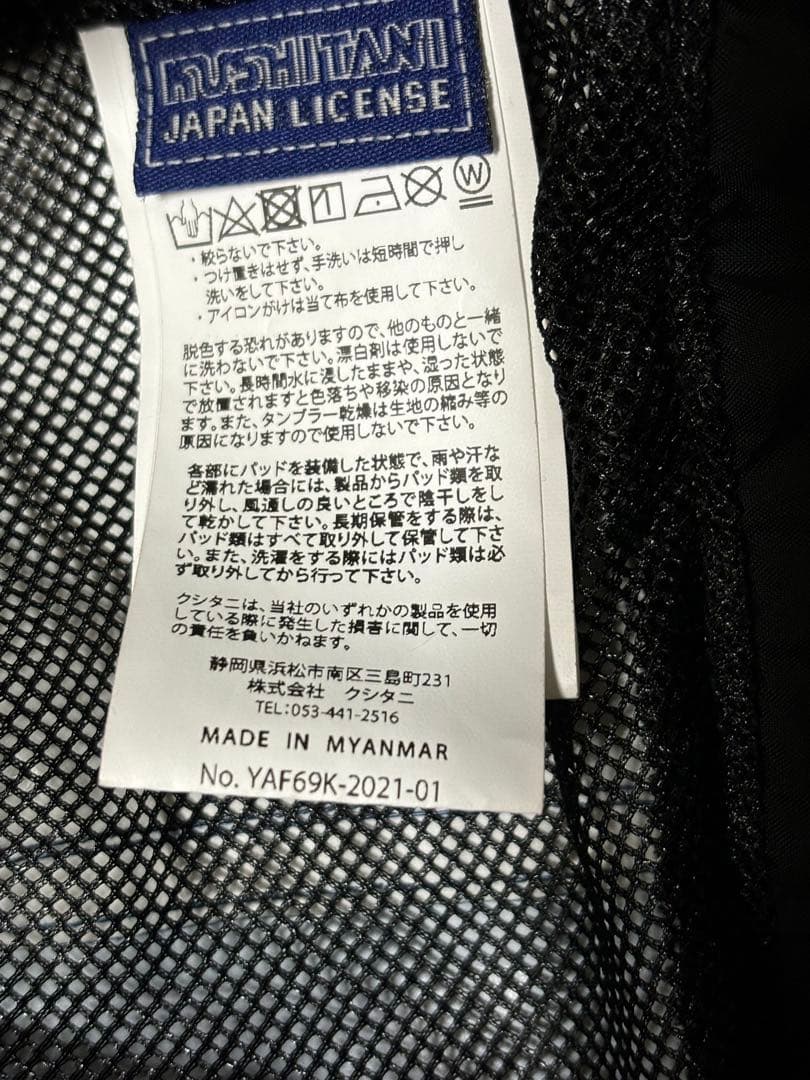 KUSHITANI
JAPAN LICENSE
W
・絞らないで下さい。
・つけ置きはせず、手洗いは短時間で押し
洗いをして下さい。
・アイロンがけは当て布を使用して下さい。
脱色する恐れがありますので、他のものと一緒
に洗わないで下さい。漂白剤は使用しないで
下さい。長時間水に浸したままや、湿った状態
で放置されますと色落ちや移染の原因となり
ます。また、タンブラー乾燥は生地の縮み等の
原因になりますので使用しないで下さい。
各部にパッドを装備した状態で、雨や汗な
ど濡れた場合には、製品からパッド類を取
り外し、風通しの良いところで陰干しをし
て乾かして下さい。長期保管をする際は、
パッド類はすべて取り外して保管して下さ
い。また、洗濯をする際にはパッド類は必
ず取り外してから行って下さい。
クシタニは、当社のいずれかの製品を使用
している際に発生した損害に関して、一切
の責任を負いかねます。
静岡県浜松市南区三島町231
株式会社 クシタニ
TEL:053-441-2516
MADE IN MYANMAR
No. YAF69K-2021-01